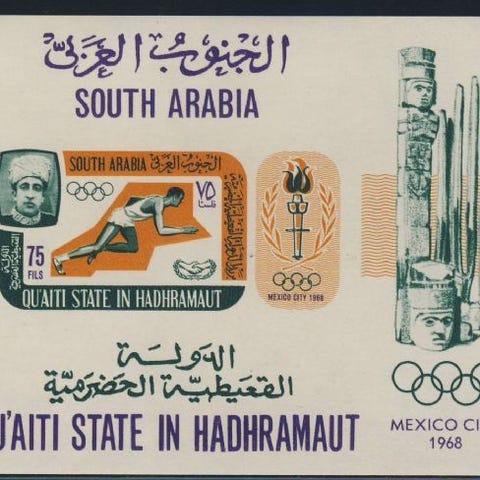 الجنوب العربي
SOUTH ARABIA
SOUTH ARABIA الجنوب العربي
٧٥
فلسا
75
FILS
QU'AITI STATE IN HADHRAMAUT
MEXICO CITY 1968
الدولة
القعيطية الحضرمية
U'AITI STATE IN HADHRAMAUT
MEXICO CI
1968